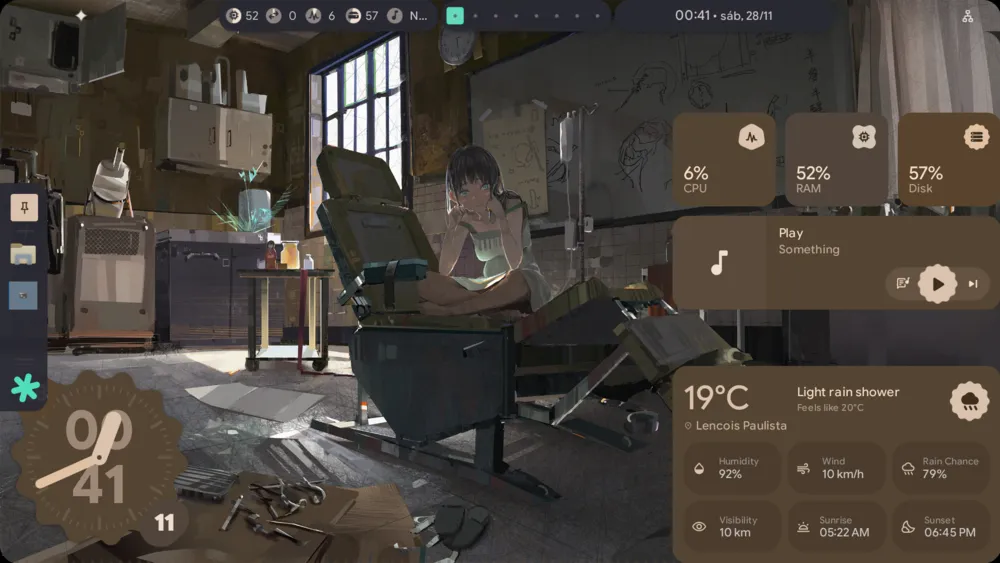 52 0 6 57 N...
00:41 • sáb, 28/11
6%
CPU
52%
RAM
57%
Disk
Play
Something
19°C
Light rain shower
Feels like 20°C
Lencois Paulista
Humidity
92%
Wind
10 km/h
Rain Chance
79%
Visibility
10 km
Sunrise
05:22 AM
Sunset
06:45 PM
00
41
11